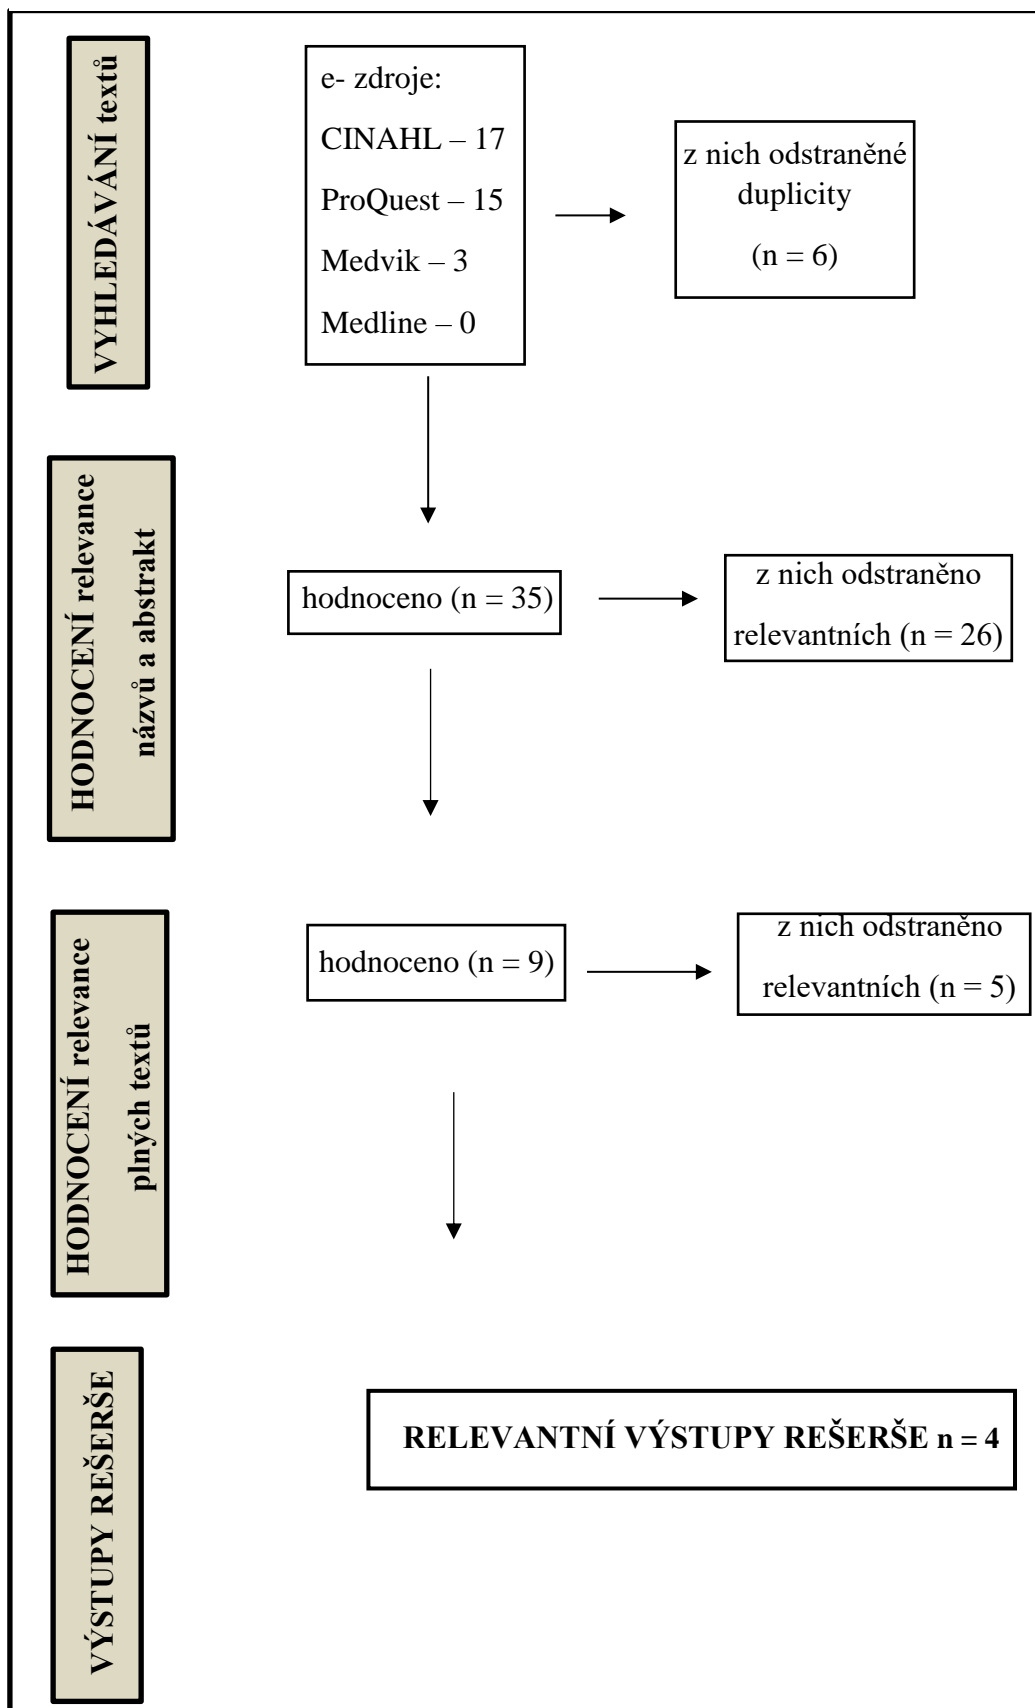 VYHLEDÁVÁNÍ textů
e- zdroje:
CINAHL – 17
ProQuest – 15
Medvik – 3
Medline – 0
z nich odstraněné
duplicity
(n = 6)
HODNOCENÍ relevance
názvů a abstrakt
hodnoceno (n = 35)
z nich odstraněno
relevantních (n = 26)
HODNOCENÍ relevance
plných textů
hodnoceno (n = 9)
z nich odstraněno
relevantních (n = 5)
VÝSTUPY REŠERŠE
RELEVANTNÍ VÝSTUPY REŠERŠE n = 4